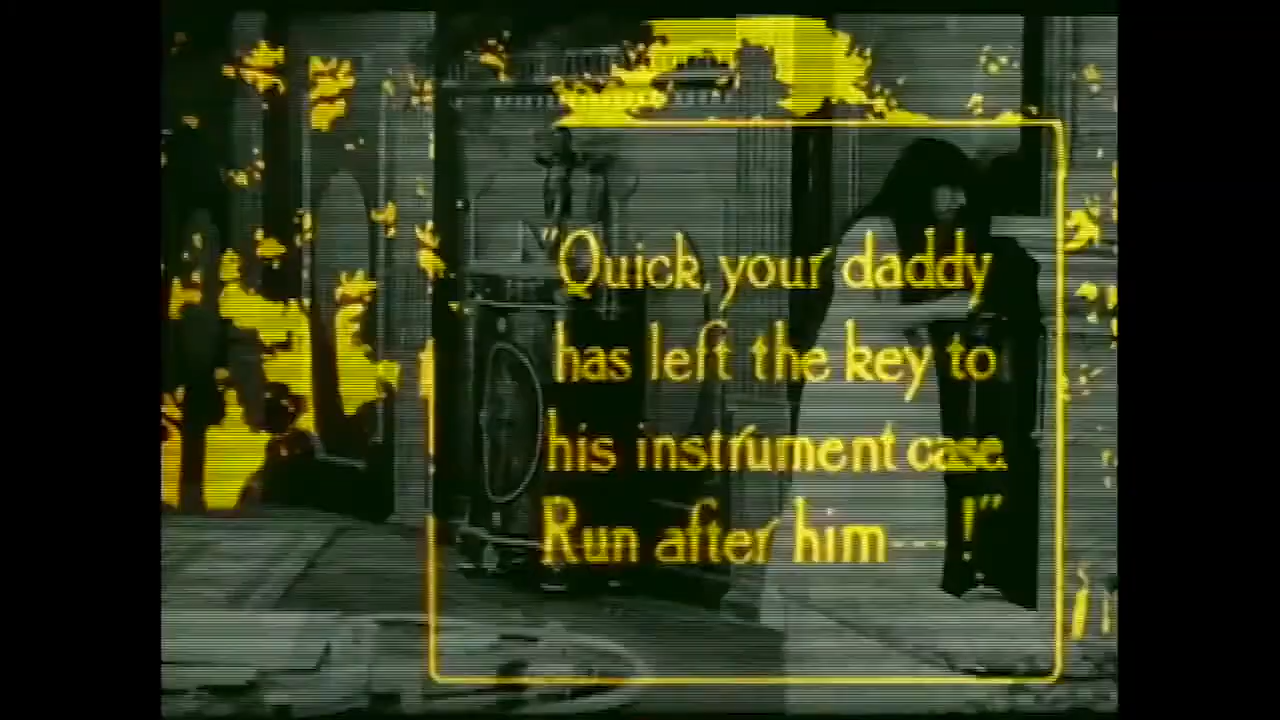 "Quick, your daddy
has left the key to
his instrument case.
Run after him----!"